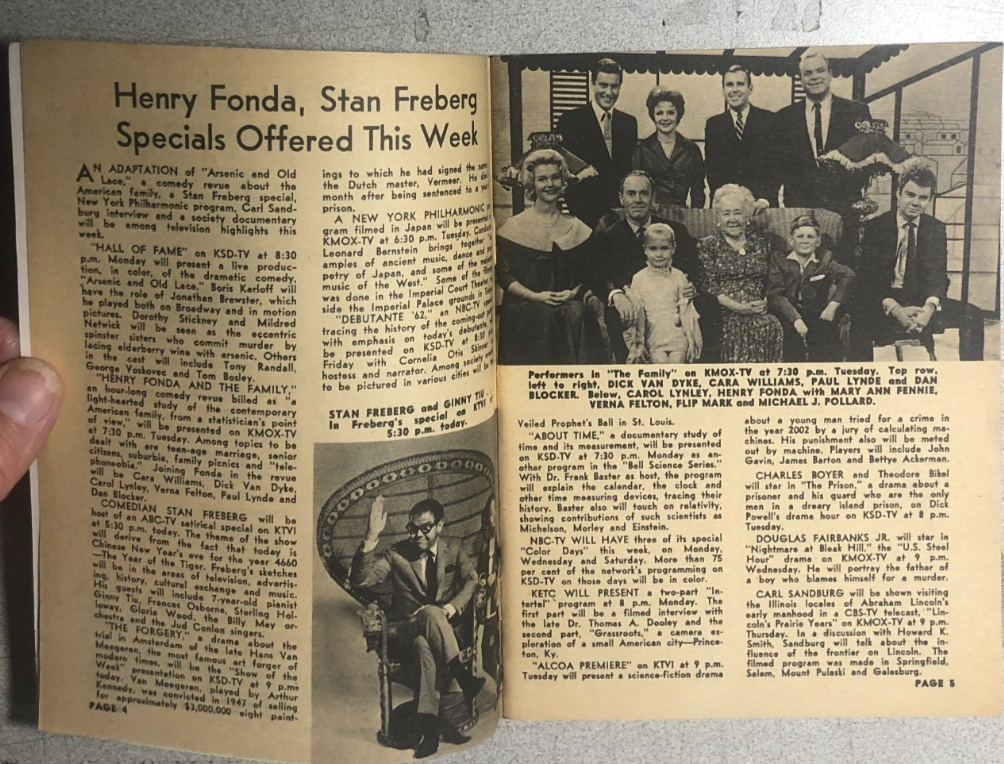 Henry Fonda, Stan Freberg
Specials Offered This Week
AN ADAPTATION of "Arsenic and Old
Lace," a comedy revue about the
American family, a Stan Freberg special,
New York Philharmonic program, Carl Sand-
burg interview and a society documentary
will be among television highlights this
week.
"HALL OF FAME" on KSD-TV at 8:30
p.m. Monday will present a live produc-
tion, in color, of the dramatic comedy,
"Arsenic and Old Lace." Boris Karloff will
have the role of Jonathan Brewster, which
he played both on Broadway and in motion
pictures. Dorothy Stickney and Mildred
Natwick will be seen as the eccentric
spinster sisters who commit murder by
lacing elderberry wine with arsenic. Others
in the cast will include Tony Randall,
George Voskovec and Tom Bosley.
"HENRY FONDA AND THE FAMILY,"
an hour-long comedy revue billed as "a
light-hearted study of the contemporary
American family, from a statistician's point
of view," will be presented on KMOX-TV
at 7:30 p.m. Tuesday. Among topics to be
dealt with are teen-age marriage, senior
citizens, suburbia, family picnics and "tele-
phonebia." Joining Fonda in the revue
will be Cara Williams, Dick Van Dyke,
Carol Lynley, Verna Felton, Paul Lynde and
Dan Blocker.
COMEDIAN STAN FREBERG will be
host of an ABC-TV satirical special on KTVI
at 5:30 p.m. today. The theme of the show
will derive from the fact that today is
Chinese New Year's eve for the year 4660
—The Year of the Tiger. Freberg's sketches
will be in the areas of television, advertis-
ing, history, cultural exchange and music.
His guests will include 7-year-old pianist
Ginny Tiu, Frances Osborne, Sterling Hol-
loway, Gloria Wood, the Billy May or-
chestra and the Jud Conlon singers.
"THE FORGERY," a drama about the
trial in Amsterdam of the late Hans Van
Meegeren, the most famous art forger of
modern times, will be the "Show of the
Week" presentation on KSD-TV at 9 p.m.
today. Van Meegeren, played by Arthur
Kennedy, was convicted in 1947 of selling
for approximately $3,000,000 eight paint-
PAGE 4
ings to which he had signed the
the Dutch master, Vermeer. He
month after being sentenced to a
prison.
A NEW YORK PHILHARMONIC
gram filmed in Japan will be presented
KMOX-TV at 6:30 p.m. Tuesday.
Leonard Bernstein brings together
amples of ancient music, dance and
petry of Japan, and some of the
music of the West." Some of the
was done in the Imperial Court Theater
side the Imperial Palace grounds in
"DEBUTANTE '62," an NBC-TV
tracing the history of the coming-out
with emphasis on today's debutante,
be presented on KSD-TV at 8:30
Friday with Cornelia Otis
hostess and narrator. Among society
to be pictured in various cities will
STAN FREBERG and GINNY TIU
In Freberg's special on KTVI
5:30 p.m. today.
Performers in "The Family" on KMOX-TV at 7:30 p.m. Tuesday. Top row,
left to right, DICK VAN DYKE, CARA WILLIAMS, PAUL LYNDE and DAN
BLOCKER. Below, CAROL LYNLEY, HENRY FONDA with MARY ANN FENNIE,
VERNA FELTON, FLIP MARK and MICHAEL J. POLLARD.
Veiled Prophet's Ball in St. Louis.
"ABOUT TIME," a documentary study of
time and its measurement, will be presented
on KSD-TV at 7:30 p.m. Monday as an-
other program in the "Bell Science Series."
With Dr. Frank Baxter as host, the program
will explain the calendar, the clock and
other time measuring devices, tracing their
history. Baxter also will touch on relativity,
showing contributions of such scientists as
Michelson, Morley and Einstein.
NBC-TV WILL HAVE three of its special
"Color Days" this week, on Monday,
Wednesday and Saturday. More than 75
per cent of the network's programming on
KSD-TV on those days will be in color.
KETC WILL PRESENT a two-part "In-
tertel" program at 8 p.m. Monday. The
first part will be a filmed interview with
the late Dr. Thomas A. Dooley and the
second part, "Grassroots," a camera ex-
ploration of a small American city—Prince-
ton, Ky.
"ALCOA PREMIERE" on KTVI at 9 p.m.
Tuesday will present a science-fiction drama
about a young man tried for a crime in
the year 2002 by a jury of calculating ma-
chines. His punishment also will be meted
out by machine. Players will include John
Gavin, James Barton and Bettye Ackerman.
CHARLES BOYER and Theodore Bikel
will star in "The Prison," a drama about a
prisoner and his guard who are the only
men in a dreary island prison, on Dick
Powell's drama hour on KSD-TV at 8 p.m.
Tuesday.
DOUGLAS FAIRBANKS JR. will star in
"Nightmare at Bleak Hill," the "U.S. Steel
Hour" drama on KMOX-TV at 9 p.m.
Wednesday. He will portray the father of
a boy who blames himself for a murder.
CARL SANDBURG will be shown visiting
the Illinois locales of Abraham Lincoln's
early manhood in a CBS-TV telecast, "Lin-
coln's Prairie Years" on KMOX-TV at 9 p.m.
Thursday. In a discussion with Howard K.
Smith, Sandburg will talk about the in-
fluence of the frontier on Lincoln. The
filmed program was made in Springfield,
Salem, Mount Pulaski and Galesburg.
PAGE 5